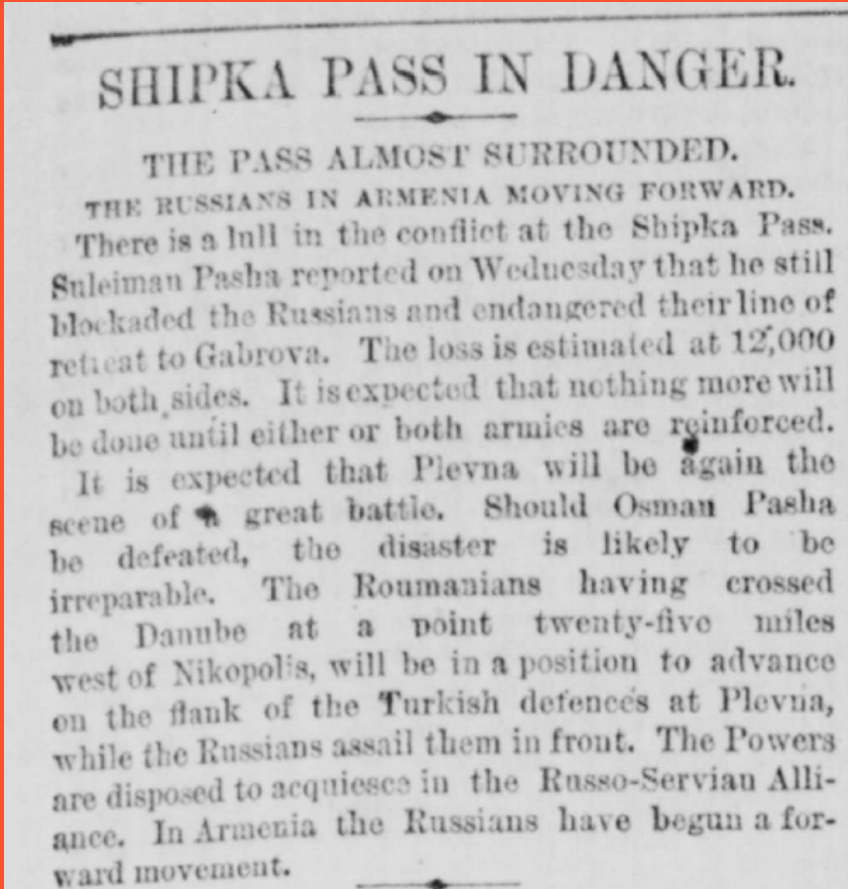 SHIPKA PASS IN DANGER.
THE PASS ALMOST SURROUNDED.
THE RUSSIANS IN ARMENIA MOVING FORWARD.
There is a lull in the conflict at the Shipka Pass.
Suleiman Pasha reported on Wednesday that he still
blockaded the Russians and endangered their line of
retreat to Gabrova. The loss is estimated at 12,000
on both sides. It is expected that nothing more will
be done until either or both armies are reinforced.
It is expected that Plevna will be again the
scene of a great battle. Should Osman Pasha
be defeated, the disaster is likely to be
irreparable. The Roumanians having crossed
the Danube at a point twenty-five miles
west of Nikopolis, will be in a position to advance
on the flank of the Turkish defences at Plevna,
while the Russians assail them in front. The Powers
are disposed to acquiesce in the Russo-Servian Alli-
ance. In Armenia the Russians have begun a for-
ward movement.